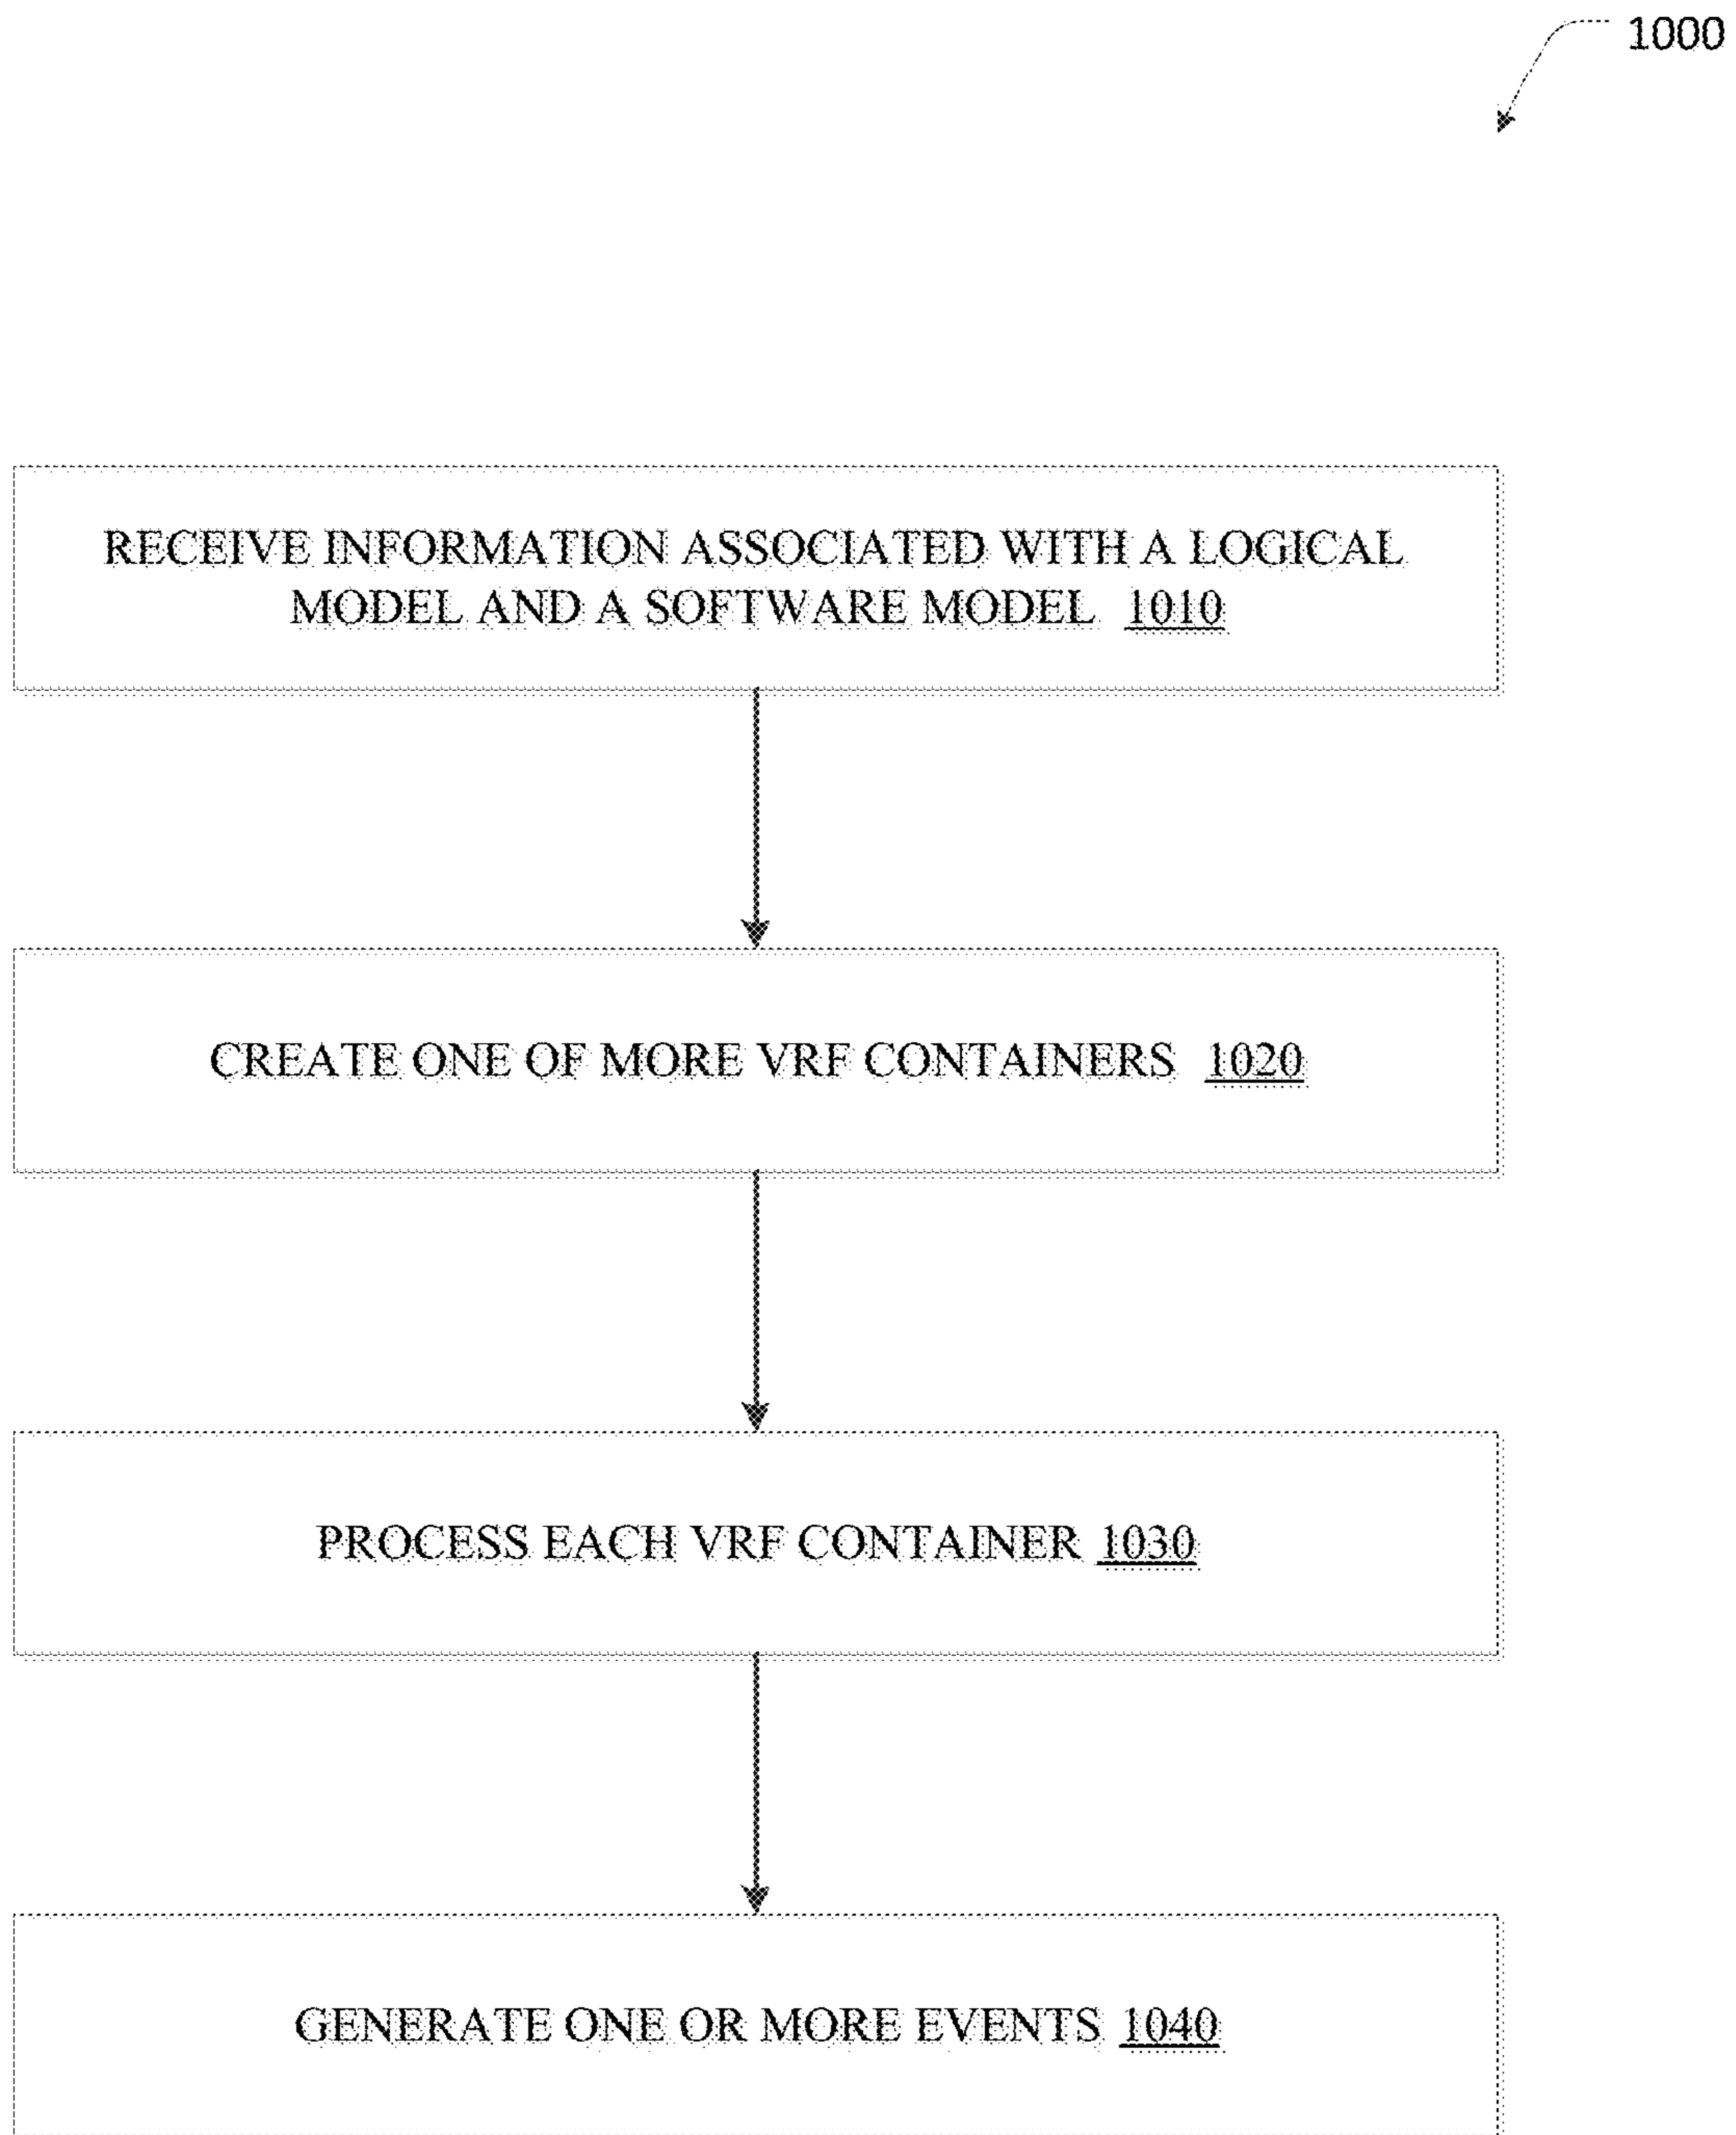 1000
RECEIVE INFORMATION ASSOCIATED WITH A LOGICAL
MODEL AND A SOFTWARE MODEL 1010
CREATE ONE OF MORE VRF CONTAINERS 1020
PROCESS EACH VRF CONTAINER 1030
GENERATE ONE OR MORE EVENTS 1040